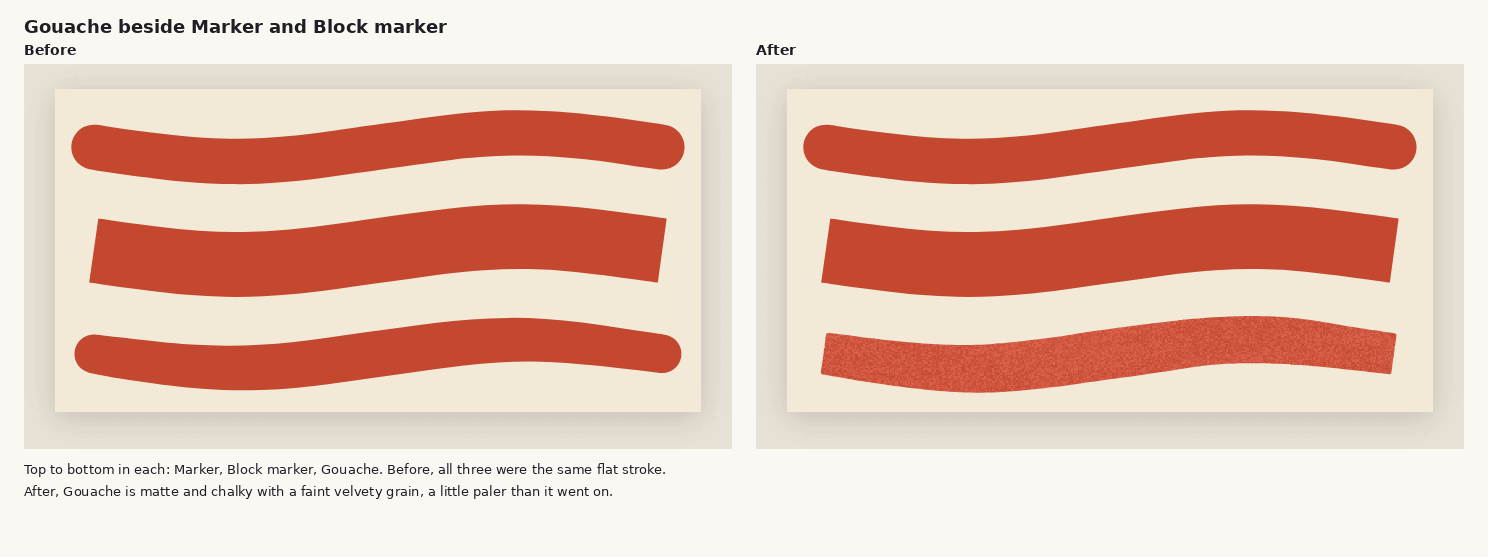 Gouache beside Marker and Block marker
Before
After
Top to bottom in each: Marker, Block marker, Gouache. Before, all three were the same flat stroke.
After, Gouache is matte and chalky with a faint velvety grain, a little paler than it went on.